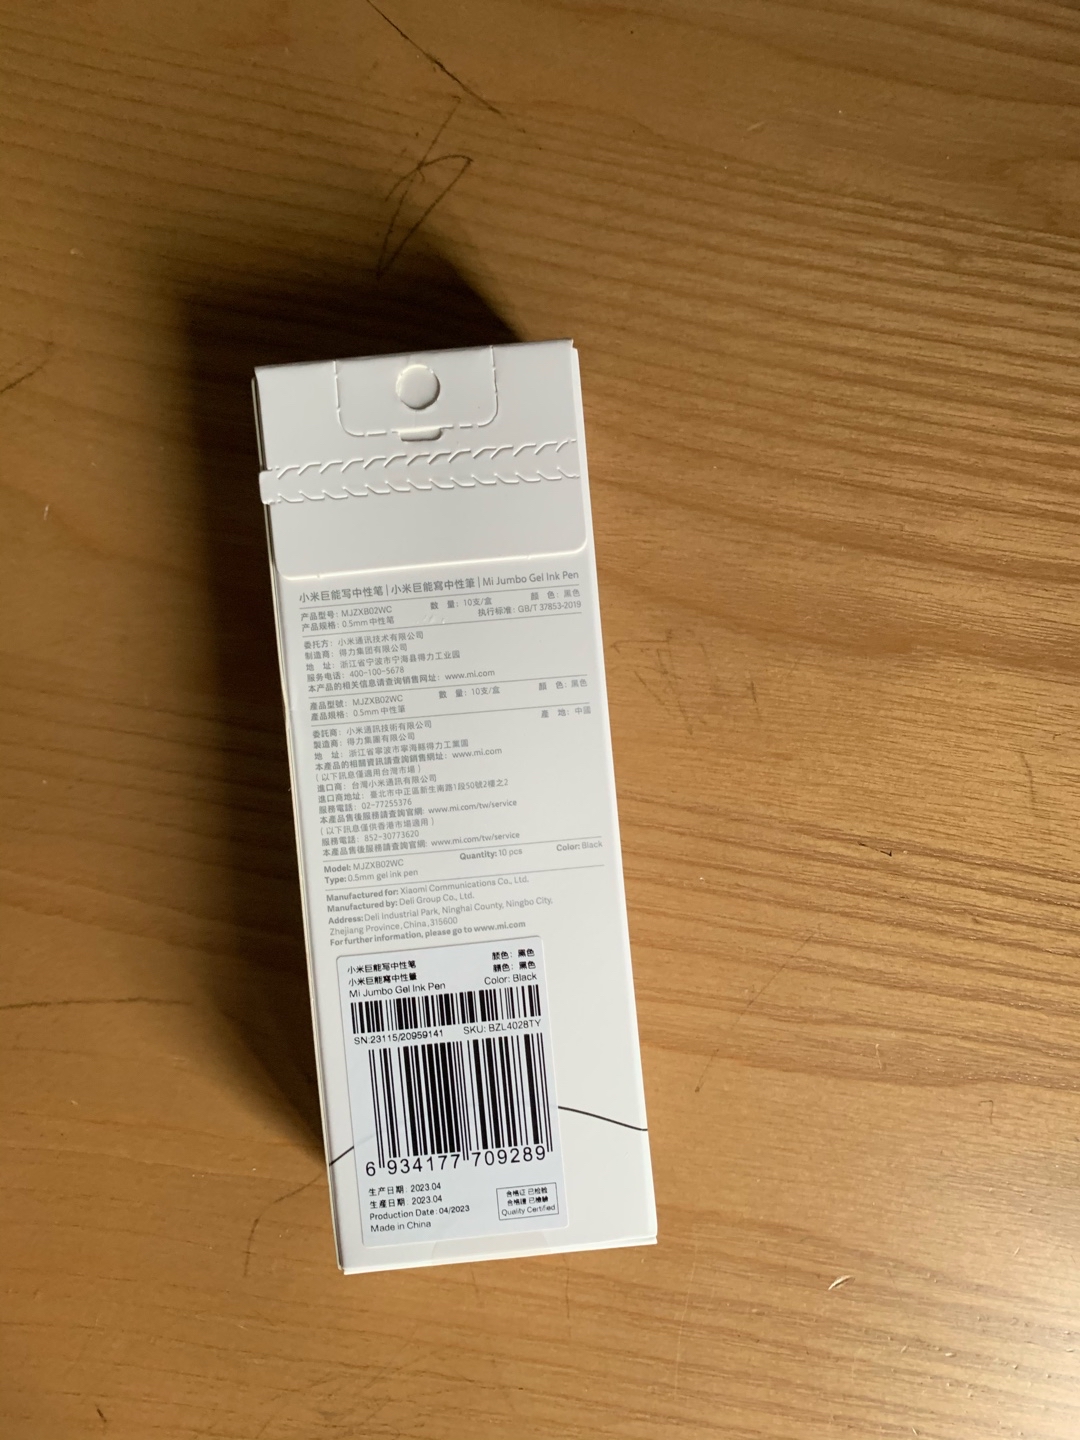 小米巨能写中性笔 | 小米巨能寫中性筆 | Mi Jumbo Gel Ink Pen
产品型号: MJZXB02WC 数 量: 10支/盒 颜 色: 黑色
产品规格: 0.5mm 中性笔 执行标准: GB/T 37853-2019
委托方: 小米通讯技术有限公司
制造商: 得力集团有限公司
地 址: 浙江省宁波市宁海县得力工业园
服务电话: 400-100-5678
本产品的相关信息请查询销售网址: www.mi.com
產品型號: MJZXB02WC 數 量: 10支/盒 顏 色: 黑色
產品規格: 0.5mm 中性筆
委託商: 小米通訊技術有限公司 產 地: 中國
製造商: 得力集團有限公司
地 址: 浙江省寧波市寧海縣得力工業園
本產品的相關資訊請查詢銷售網址: www.mi.com
(以下訊息僅適用台灣市場)
進口商: 台灣小米通訊有限公司
進口商地址: 臺北市中正區新生南路1段50號2樓之2
服務電話: 02-77255376
本產品售後服務請查詢官網: www.mi.com/tw/service
(以下訊息僅供香港市場適用)
服務電話: 852-30773620
本產品售後服務請查詢官網: www.mi.com/tw/service
Model: MJZXB02WC Quantity: 10 pcs Color: Black
Type: 0.5mm gel ink pen
Manufactured for: Xiaomi Communications Co., Ltd.
Manufactured by: Deli Group Co., Ltd.
Address: Deli Industrial Park, Ninghai County, Ningbo City,
Zhejiang Province, China, 315600
For further information, please go to www.mi.com
小米巨能写中性笔 颜色: 黑色
小米巨能寫中性筆 顏色: 黑色
Mi Jumbo Gel Ink Pen Color: Black
SN:23115/20959141 SKU: BZL4028TY
6 934177 709289
生产日期: 2023.04
生產日期: 2023.04
Production Date: 04/2023
Made in China
合格证 已检验
合格證 已檢驗
Quality Certified